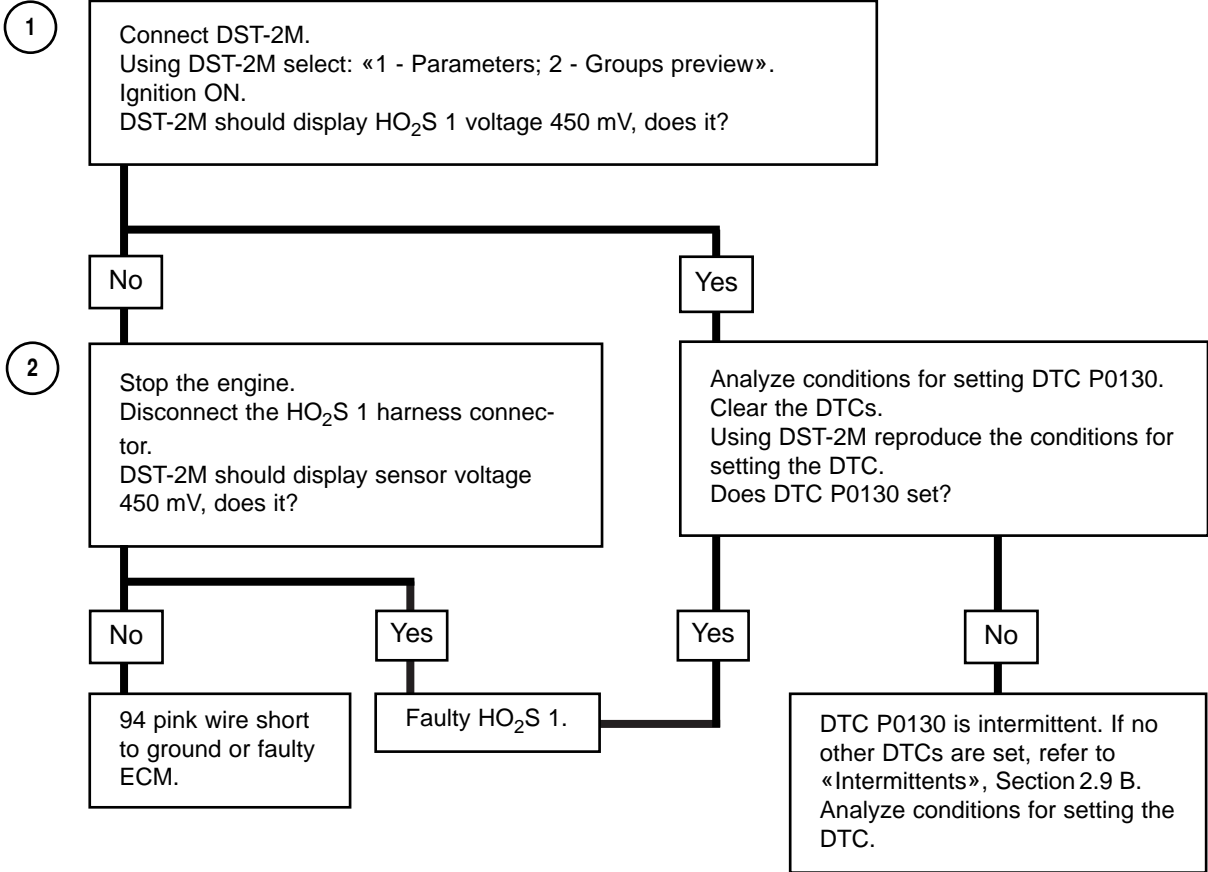 1
Connect DST-2M.
Using DST-2M select: «1 - Parameters; 2 - Groups preview».
Ignition ON.
DST-2M should display HO2S 1 voltage 450 mV, does it?
No
Yes
2
Stop the engine.
Disconnect the HO2S 1 harness connec-
tor.
DST-2M should display sensor voltage
450 mV, does it?
Analyze conditions for setting DTC P0130.
Clear the DTCs.
Using DST-2M reproduce the conditions for
setting the DTC.
Does DTC P0130 set?
No
Yes
Yes
No
94 pink wire short
to ground or faulty
ECM.
Faulty HO2S 1.
DTC P0130 is intermittent. If no
other DTCs are set, refer to
«Intermittents», Section 2.9 B.
Analyze conditions for setting the
DTC.